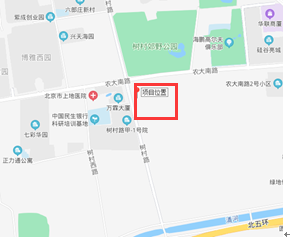 六郎庄新村
华联商厦
紫成创业园
兴天海园
树村郊野公园
海鹏高尔夫
俱乐部
硅谷亮城
博雅西园
农大南路
农大南路
农大南路2号小区
北京市上地医院
项目位置
万霖大厦
中国民生银行
科研培训基地
树村路甲1号院
七彩华园
正力通公寓
树村西路
树村路
绿地
清河
北五环